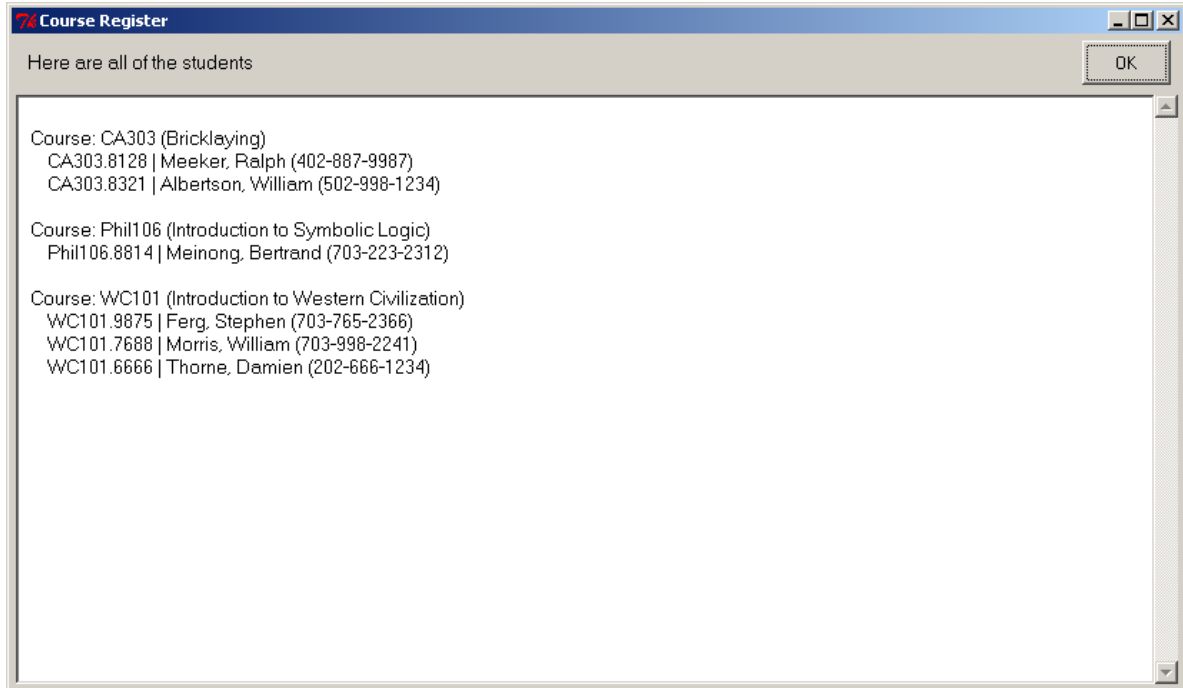 Course Register
Here are all of the students
OK
Course: CA303 (Bricklaying)
CA303.8128 | Meeker, Ralph (402-887-9987)
CA303.8321 | Albertson, William (502-998-1234)
Course: Phil106 (Introduction to Symbolic Logic)
Phil106.8814 | Meinong, Bertrand (703-223-2312)
Course: WC101 (Introduction to Western Civilization)
WC101.9875 | Ferg, Stephen (703-765-2366)
WC101.7688 | Morris, William (703-998-2241)
WC101.6666 | Thorne, Damien (202-666-1234)